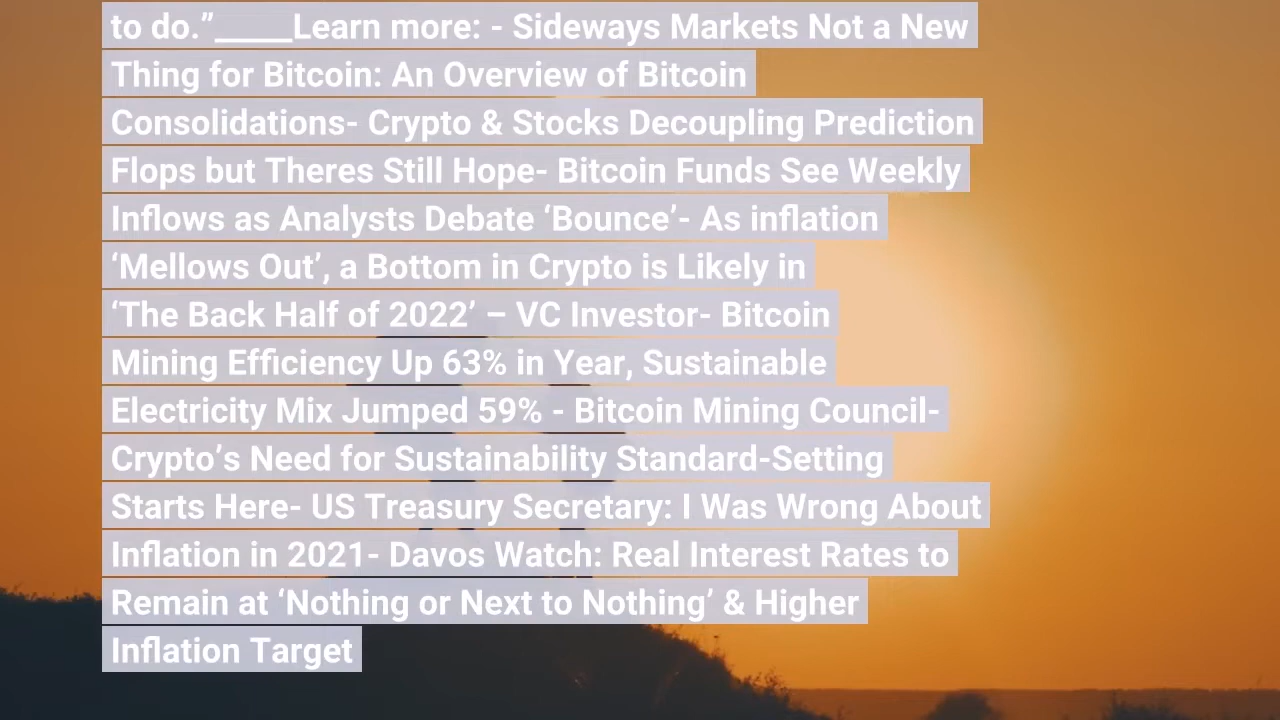 to do.”_____Learn more: - Sideways Markets Not a New
Thing for Bitcoin: An Overview of Bitcoin
Consolidations- Crypto & Stocks Decoupling Prediction
Flops but Theres Still Hope- Bitcoin Funds See Weekly
Inflows as Analysts Debate ‘Bounce’- As inflation
‘Mellows Out’, a Bottom in Crypto is Likely in
‘The Back Half of 2022’ – VC Investor- Bitcoin
Mining Efficiency Up 63% in Year, Sustainable
Electricity Mix Jumped 59% - Bitcoin Mining Council-
Crypto’s Need for Sustainability Standard-Setting
Starts Here- US Treasury Secretary: I Was Wrong About
Inflation in 2021- Davos Watch: Real Interest Rates to
Remain at ‘Nothing or Next to Nothing’ & Higher
Inflation Target